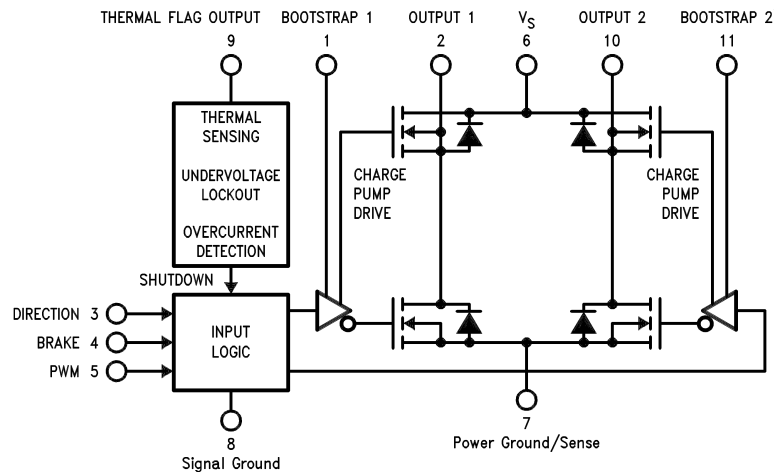 THERMAL FLAG OUTPUT
9
BOOTSTRAP 1
1
OUTPUT 1
2
VS
6
OUTPUT 2
10
BOOTSTRAP 2
11
THERMAL
SENSING
UNDERVOLTAGE
LOCKOUT
OVERCURRENT
DETECTION
CHARGE
PUMP
DRIVE
CHARGE
PUMP
DRIVE
SHUTDOWN
DIRECTION 3
BRAKE 4
PWM 5
INPUT
LOGIC
8
Signal Ground
7
Power Ground/Sense